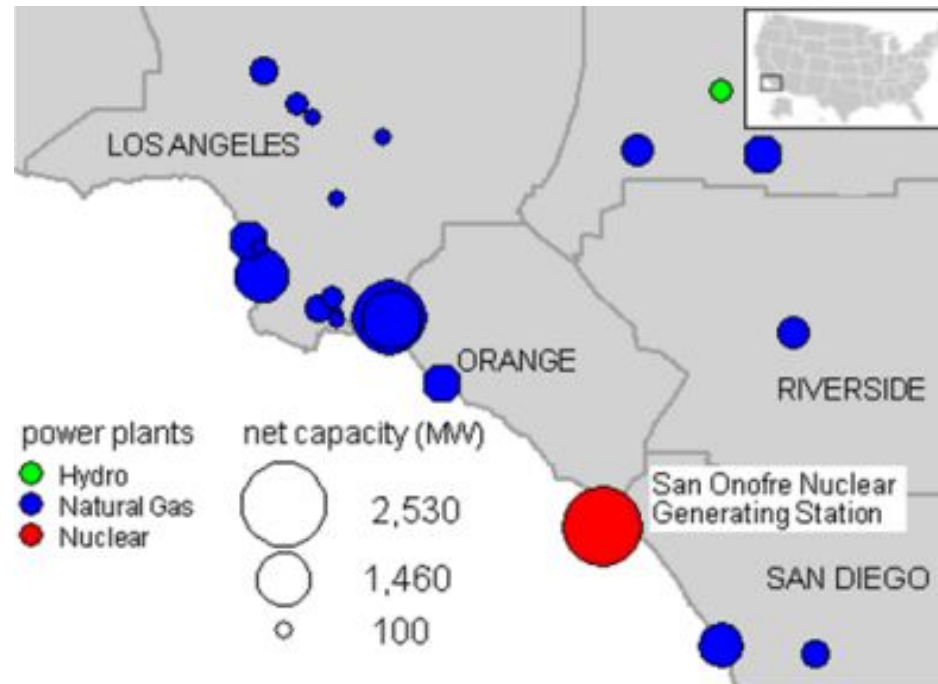 LOS ANGELES
ORANGE
RIVERSIDE
power plants
Hydro
Natural Gas
Nuclear
net capacity (MW)
2,530
1,460
100
San Onofre Nuclear
Generating Station
SAN DIEGO